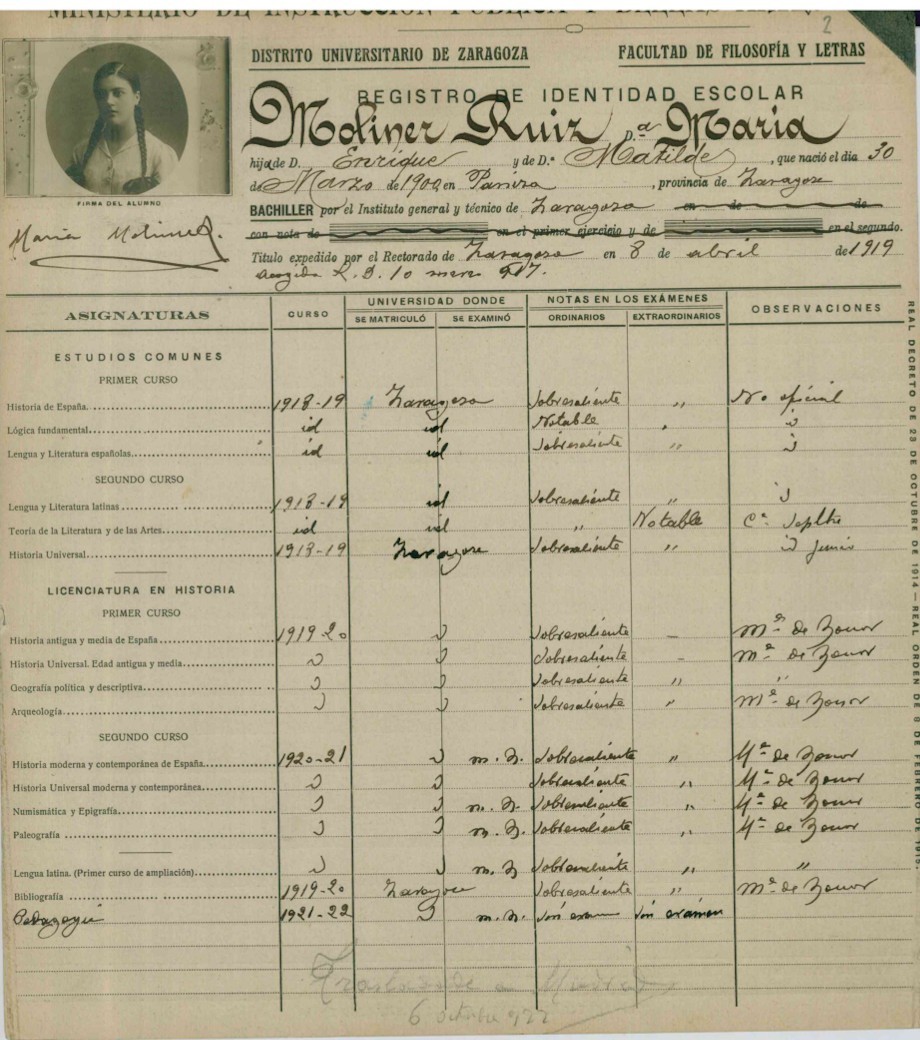 MINISTERIO DE INSTRUCCIÓN PÚBLICA Y BELLAS ARTES
2
DISTRITO UNIVERSITARIO DE ZARAGOZA FACULTAD DE FILOSOFÍA Y LETRAS
REGISTRO DE IDENTIDAD ESCOLAR
Moliner Ruiz D.ª María
hija de D. Enrique y de D.ª Matilde, que nació el día 30
de Marzo de 1900 en Paniza, provincia de Zaragoza
FIRMA DEL ALUMNO
María Moliner
BACHILLER por el Instituto general y técnico de Zaragoza en de de
con nota de en el primer ejercicio y de en el segundo.
Título expedido por el Rectorado de Zaragoza en 8 de abril de 1919
acogida R. D. 10 917.
ASIGNATURAS CURSO UNIVERSIDAD DONDE NOTAS EN LOS EXÁMENES OBSERVACIONES
SE MATRICULÓ SE EXAMINÓ ORDINARIOS EXTRAORDINARIOS
ESTUDIOS COMUNES
PRIMER CURSO
Historia de España 1918-19 Zaragoza Sobresaliente " No oficial
Lógica fundamental id id Notable "
Lengua y Literatura españolas id id Sobresaliente "
SEGUNDO CURSO
Lengua y Literatura latinas 1918-19 id Sobresaliente "
Teoría de la Literatura y de las Artes id id " Notable
Historia Universal 1918-19 Zaragoza Sobresaliente " junio
LICENCIATURA EN HISTORIA
PRIMER CURSO
Historia antigua y media de España 1919-20 Sobresaliente — M.ª de Honor
Historia Universal. Edad antigua y media Sobresaliente — M.ª de Honor
Geografía política y descriptiva Sobresaliente " "
Arqueología Sobresaliente " M.ª de Honor
SEGUNDO CURSO
Historia moderna y contemporánea de España 1920-21 Sobresaliente " M.ª de Honor
Historia Universal moderna y contemporánea Sobresaliente " M.ª de Honor
Numismática y Epigrafía Sobresaliente " M.ª de Honor
Paleografía Sobresaliente " M.ª de Honor
Lengua latina. (Primer curso de ampliación) Sobresaliente " "
Bibliografía 1919-20 Zaragoza Sobresaliente " M.ª de Honor
Pedagogía 1921-22 Sin examen Sin examen
Trasladada a Madrid
6 octubre 922
REAL DECRETO DE 23 DE OCTUBRE DE 1914 — REAL ORDEN DE 9 DE FEBRERO DE 1915.